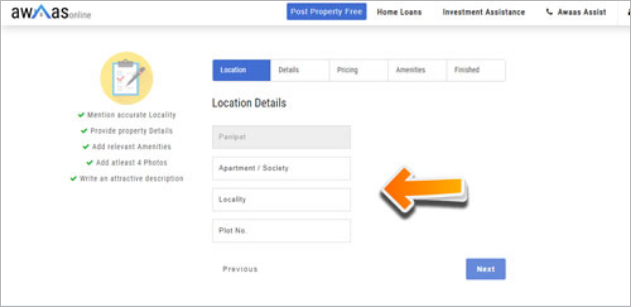 awaasonline
Post Property Free Home Loans Investment Assistance Awaas Assist
Location Details Pricing Amenities Finished
Location Details
Mention accurate Locality
Provide property Details
Add relevant Amenities
Add atleast 4 Photos
Write an attractive description
Panipat
Apartment / Society
Locality
Plot No.
Previous Next